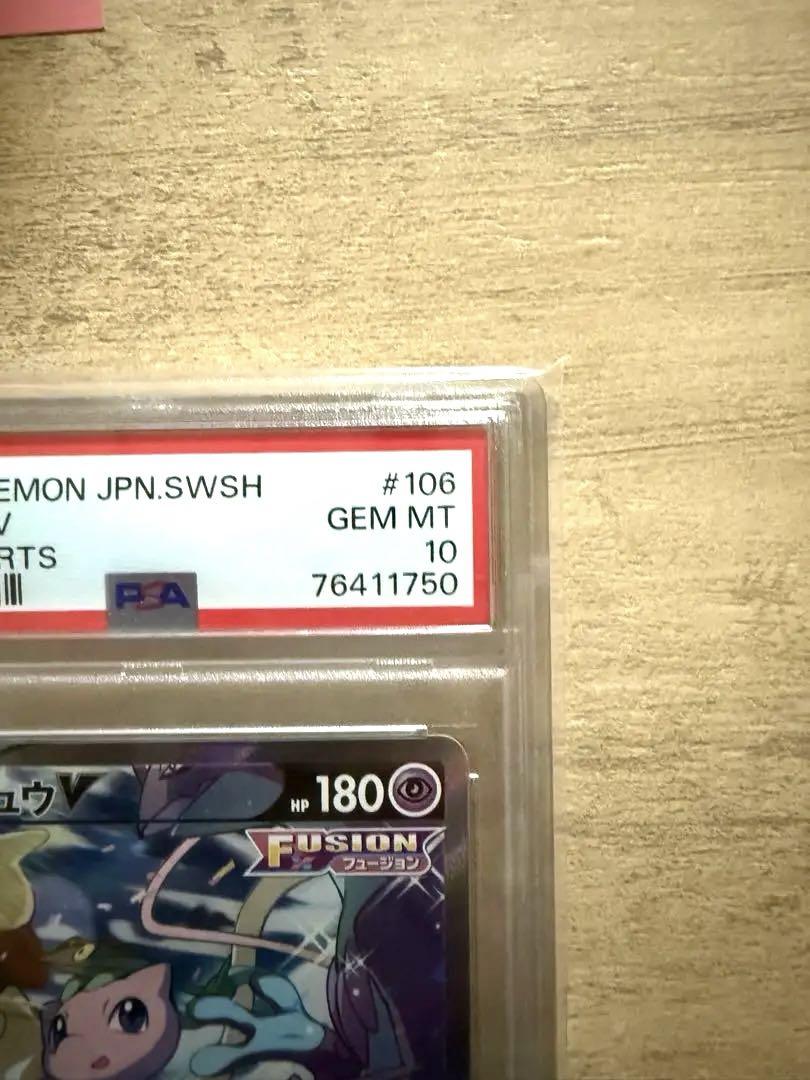 EMON JPN.SWSH #106
V GEM MT
RTS 10
PSA 76411750
ュウV HP 180
FUSION
フュージョン